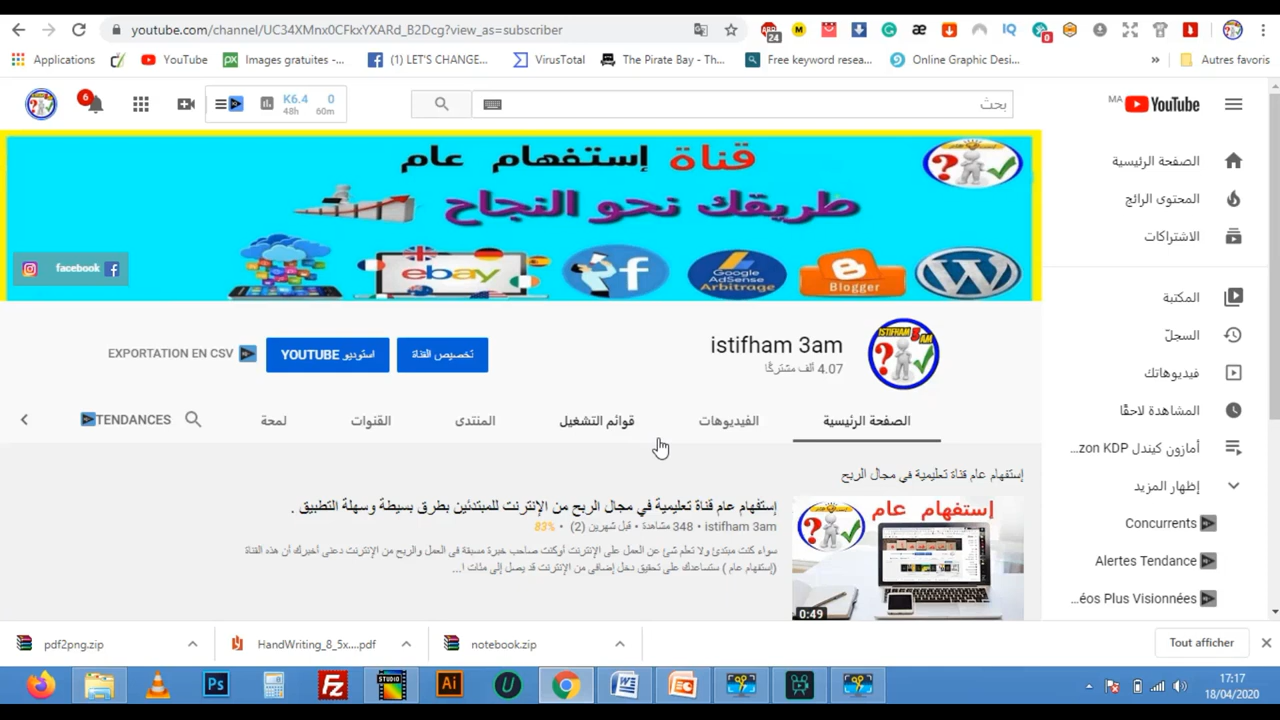 youtube.com/channel/UC34XMnx0CFkxYXARd_B2Dcg?view_as=subscriber
24
0
Applications
YouTube
Images gratuites -...
(1) LET'S CHANGE...
VirusTotal
The Pirate Bay - Th...
Free keyword resea...
Online Graphic Desi...
»
Autres favoris
6
K6.4 0
48h 60m
بحث
YouTube MA
قناة إستفهام عام
طريقك نحو النجاح
facebook
ebay
Google AdSense
Arbitrage
Blogger
الصفحة الرئيسية
المحتوى الرائج
الاشتراكات
المكتبة
السجلّ
فيديوهاتك
المشاهدة لاحقًا
أمازون كيندل zon KDP...
إظهار المزيد
Concurrents
Alertes Tendance
...éos Plus Visionnées
istifham 3am
4.07 ألف مشترك
تخصيص القناة
استوديو YOUTUBE
EXPORTATION EN CSV
الصفحة الرئيسية
الفيديوهات
قوائم التشغيل
المنتدى
القنوات
لمحة
TENDANCES
إستفهام عام قناة تعليمية في مجال الربح
إستفهام عام
0:49
إستفهام عام قناة تعليمية في مجال الربح من الإنترنت للمبتدئين بطرق بسيطة وسهلة التطبيق .
istifham 3am • 348 مشاهدة • قبل شهرين (2) • 83%
سواء كنت مبتدئ ولا تعلم شئ عن العمل على الإنترنت أوكنت صاحب خبرة مسبقة في العمل والربح من الإنترنت دعنى أخبرك أن هذه القناة
(إستفهام عام ) ستساعدك على تحقيق دخل إضافى من الإنترنت قد يصل إلى مئات ا...
pdf2png.zip
HandWriting_8_5x....pdf
notebook.zip
Tout afficher
17:17
18/04/2020